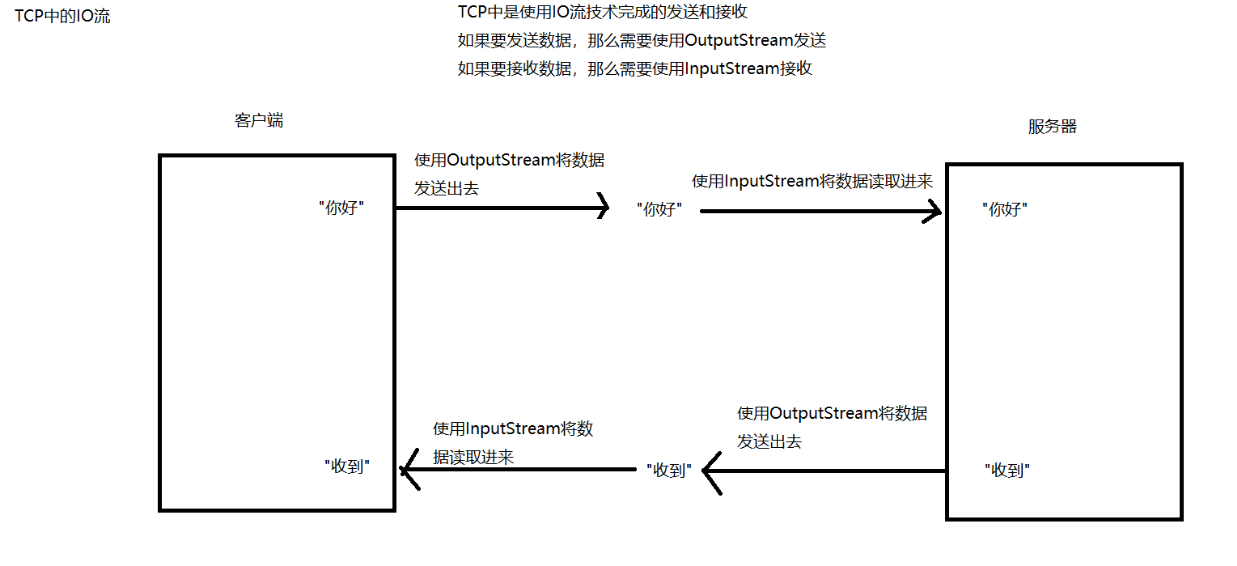 TCP中的IO流
TCP中是使用IO流技术完成的发送和接收
如果要发送数据，那么需要使用OutputStream发送
如果要接收数据，那么需要使用InputStream接收
客户端
服务器
使用OutputStream将数据
发送出去
使用InputStream将数据读取进来
"你好"
"你好"
"你好"
使用OutputStream将数据
发送出去
使用InputStream将数
据读取进来
"收到"
"收到"
"收到"